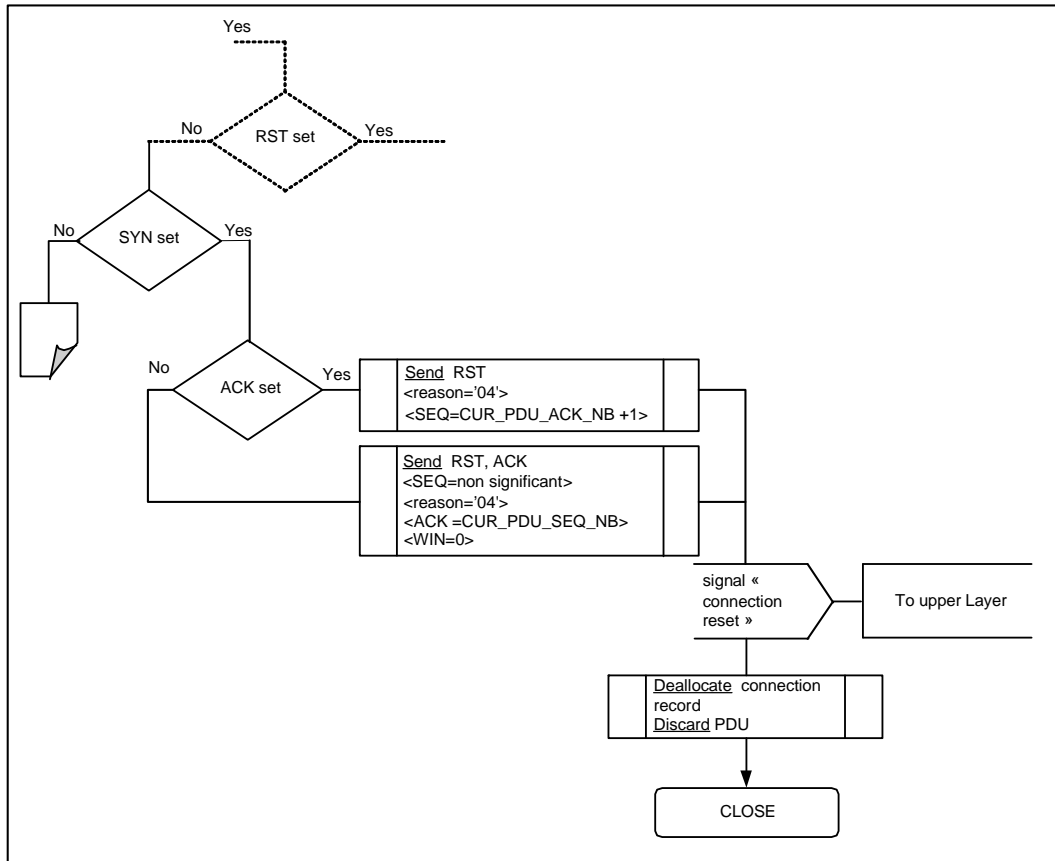 Yes
No
RST set
Yes
No
SYN set
Yes
No
ACK set
Yes
Send RST
<reason='04'>
<SEQ=CUR_PDU_ACK_NB +1>
Send RST, ACK
<SEQ=non significant>
<reason='04'>
<ACK =CUR_PDU_SEQ_NB>
<WIN=0>
signal «
connection
reset »
To upper Layer
Deallocate connection
record
Discard PDU
CLOSE